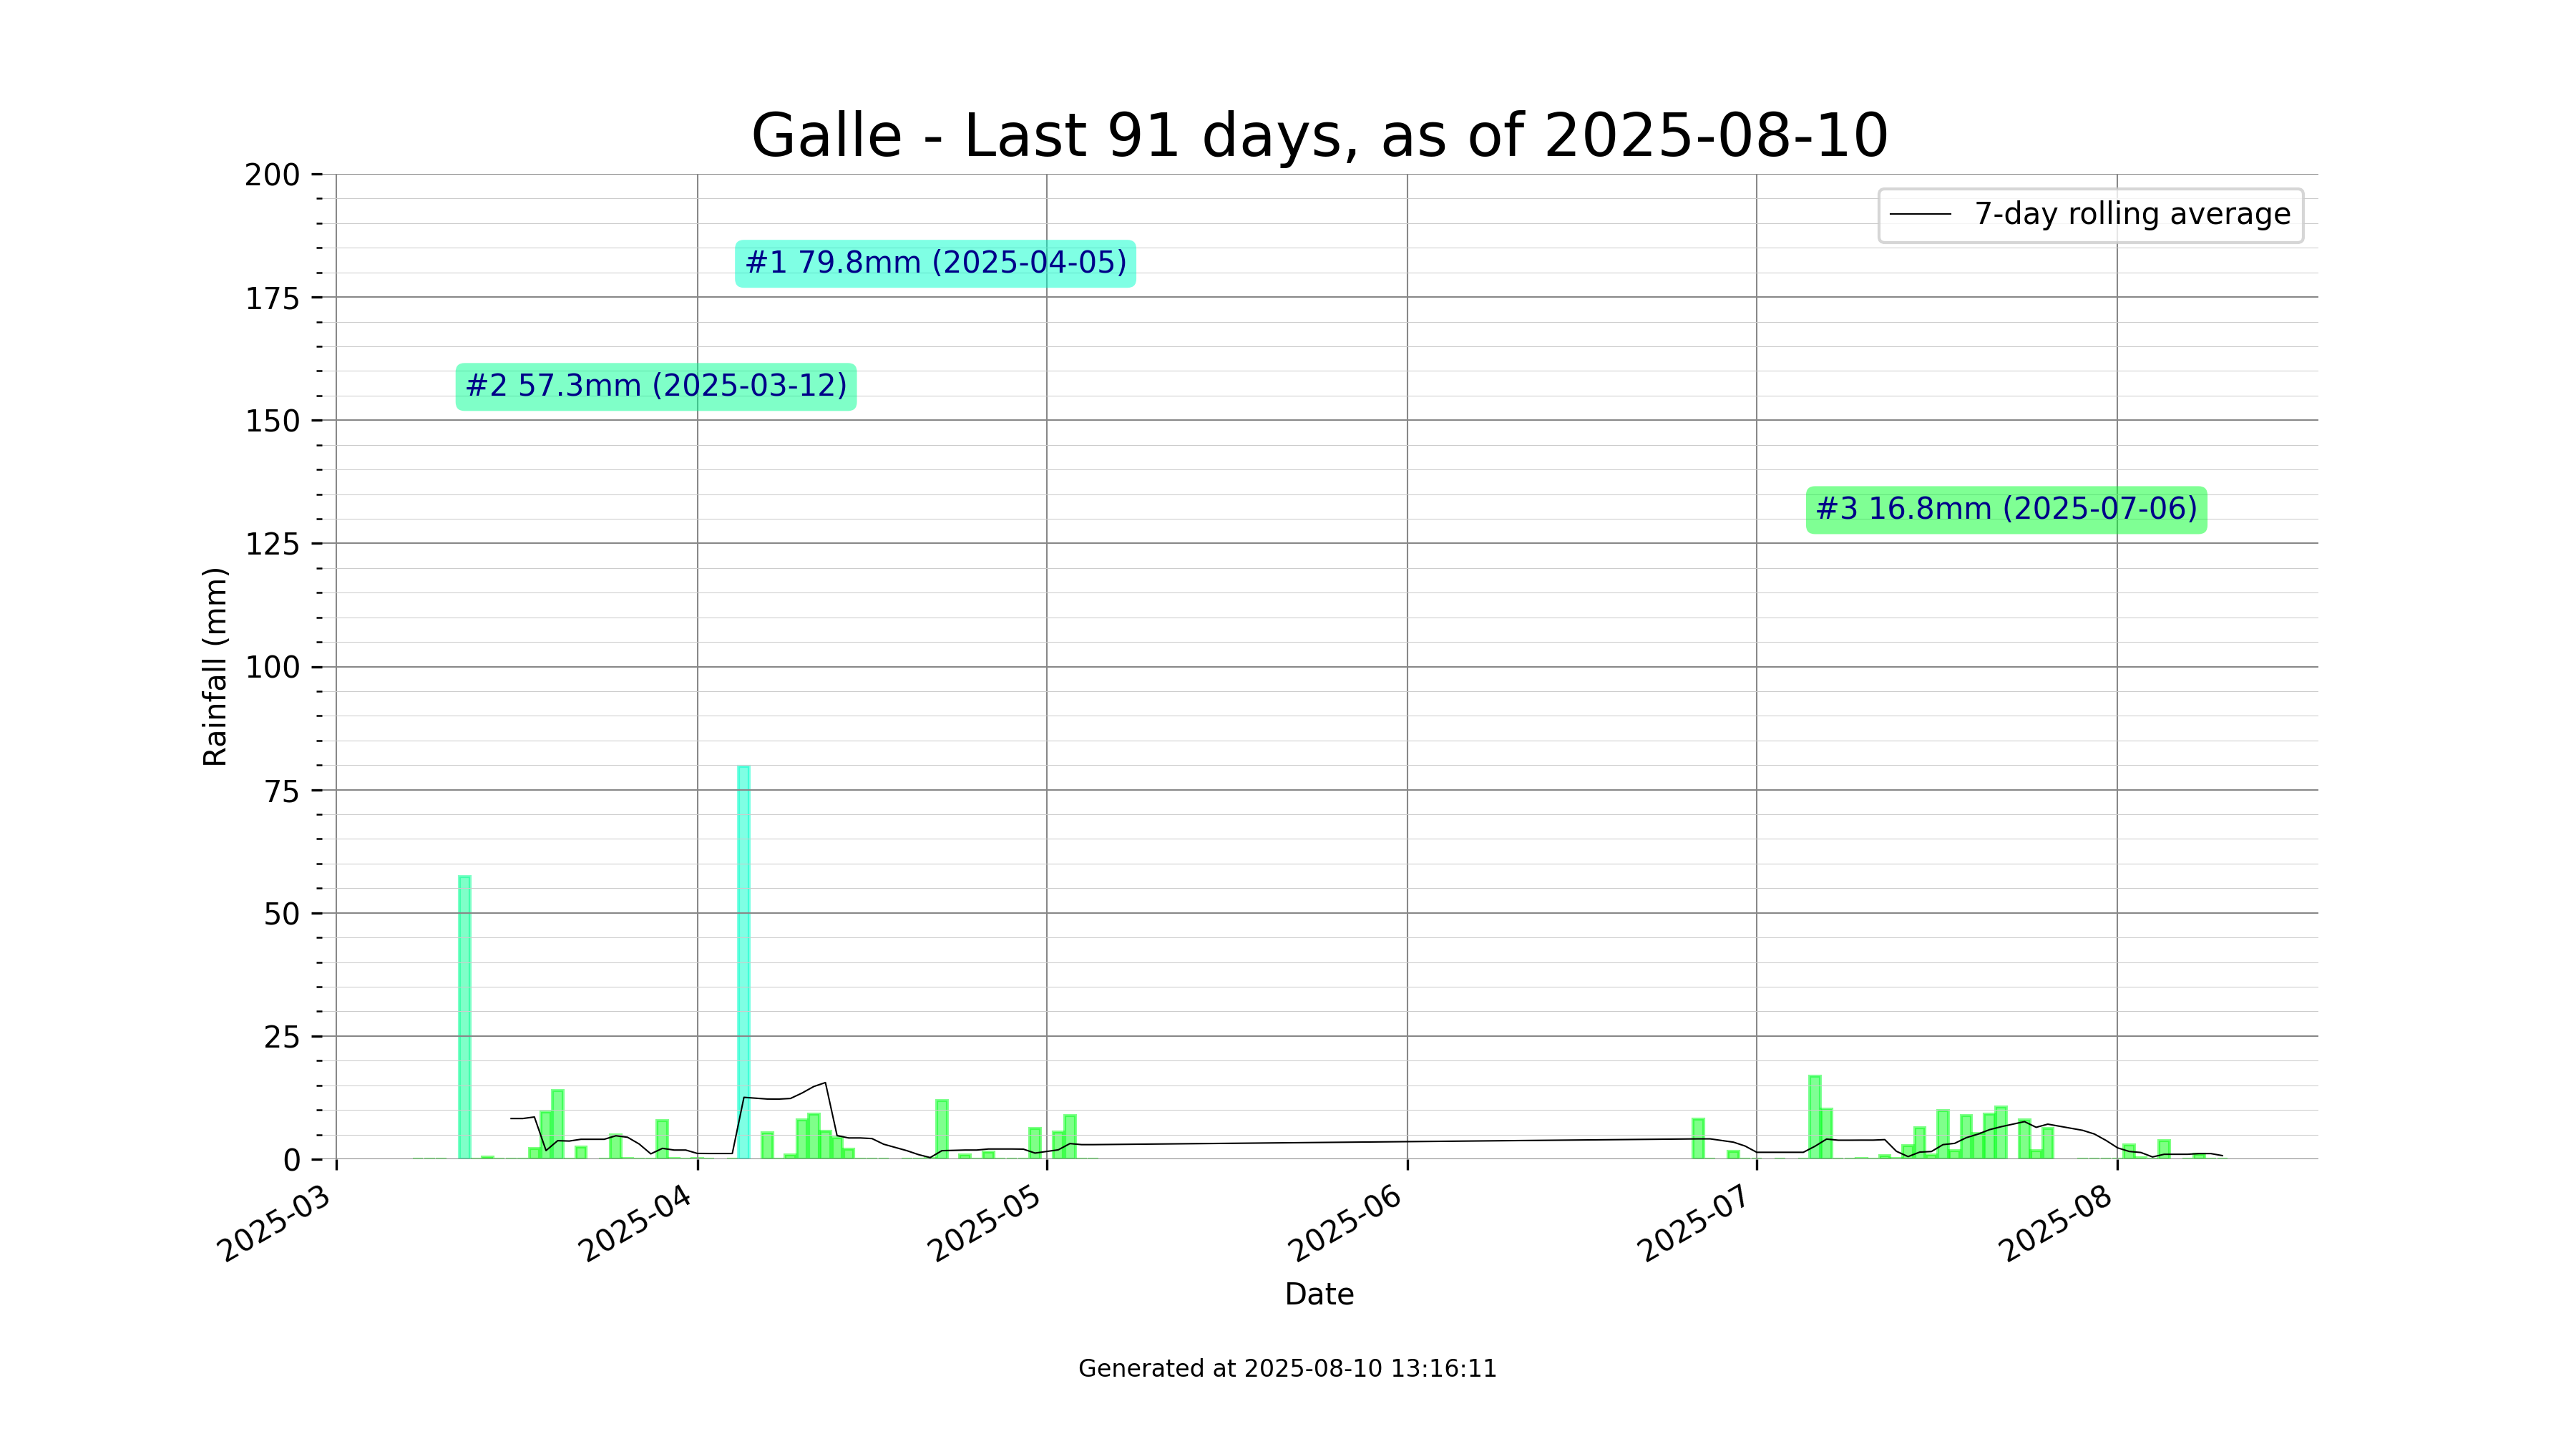 Galle - Last 91 days, as of 2025-08-10
200
175
150
125
100
75
50
25
0
Rainfall (mm)
7-day rolling average
#1 79.8mm (2025-04-05)
#2 57.3mm (2025-03-12)
#3 16.8mm (2025-07-06)
2025-03
2025-04
2025-05
2025-06
2025-07
2025-08
Date
Generated at 2025-08-10 13:16:11